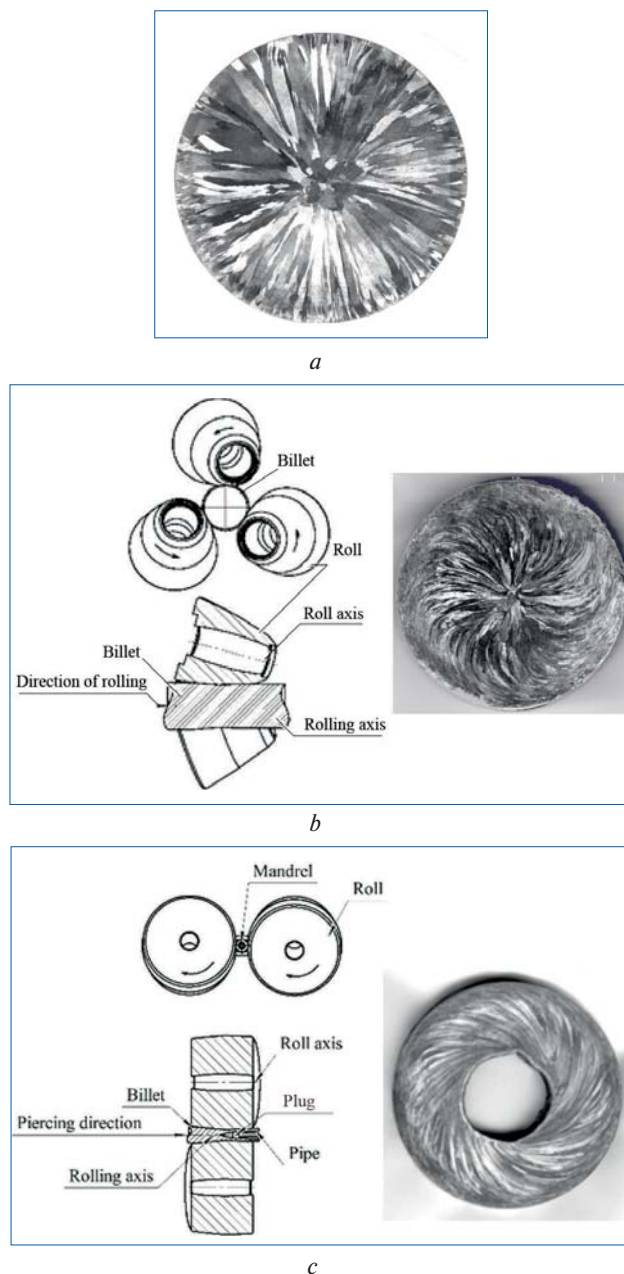 a
Billet
Roll
Roll axis
Billet
Direction of rolling
Rolling axis
b
Mandrel
Roll
Roll axis
Billet
Plug
Piercing direction
Pipe
Rolling axis
c